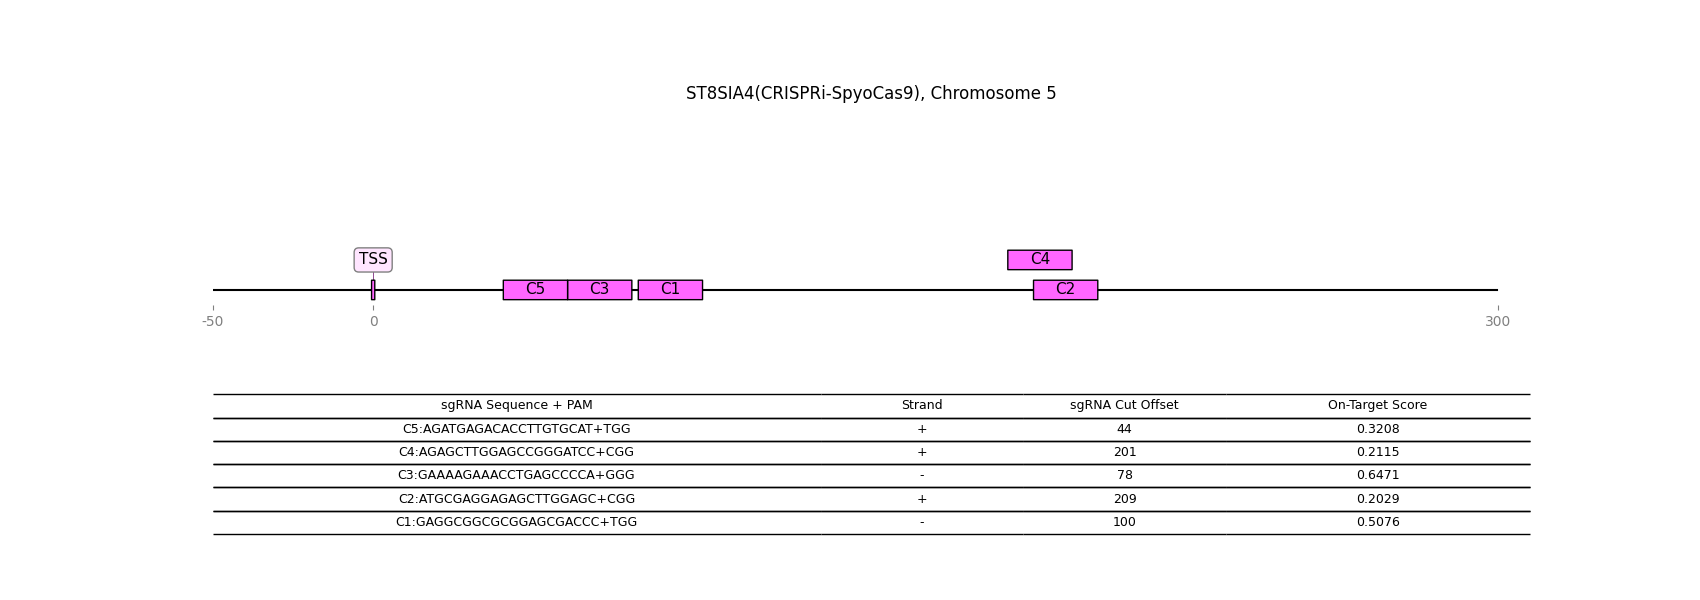 ST8SIA4(CRISPRi-SpyoCas9), Chromosome 5
TSS
C4
C5 C3 C1 C2
-50 0 300
sgRNA Sequence + PAM Strand sgRNA Cut Offset On-Target Score
C5:AGATGAGACACCTTGTGCAT+TGG + 44 0.3208
C4:AGAGCTTGGAGCCGGGATCC+CGG + 201 0.2115
C3:GAAAAGAAACCTGAGCCCCA+GGG - 78 0.6471
C2:ATGCGAGGAGAGCTTGGAGC+CGG + 209 0.2029
C1:GAGGCGGCGCGGAGCGACCC+TGG - 100 0.5076